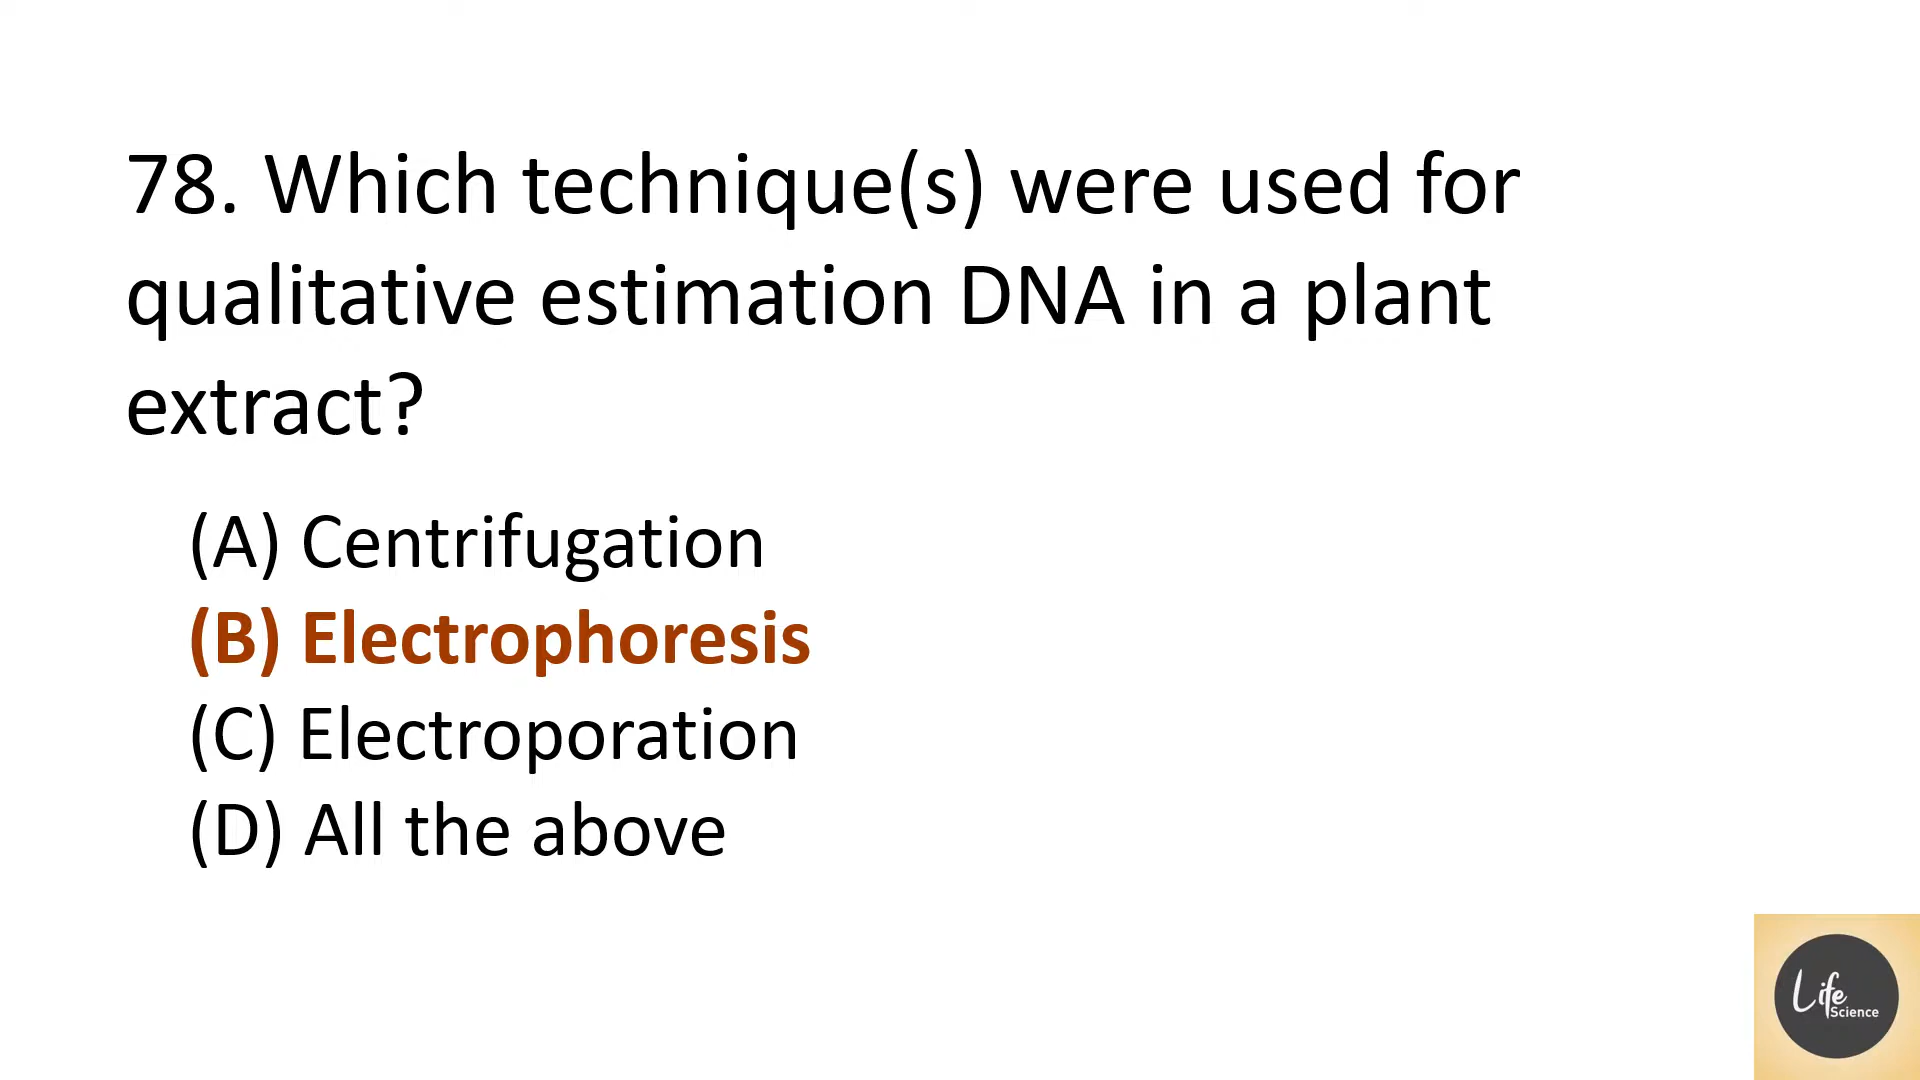 78. Which technique(s) were used for
qualitative estimation DNA in a plant
extract?
(A) Centrifugation
(B) Electrophoresis
(C) Electroporation
(D) All the above
Life
Science